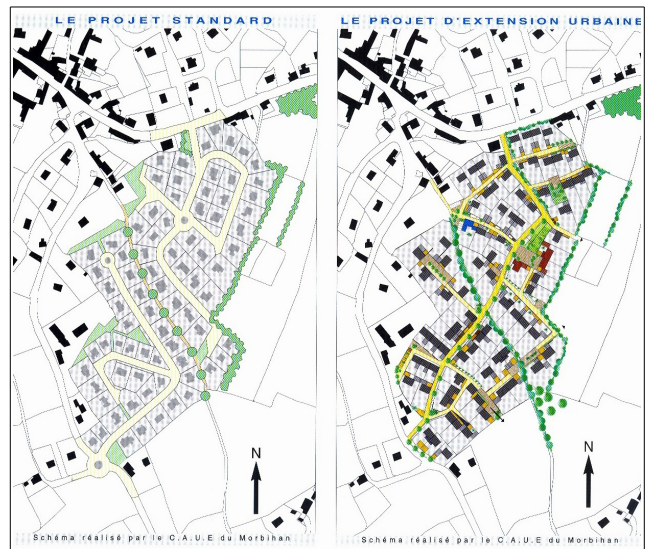 LE PROJET STANDARD
N
Schéma réalisé par le C.A.U.E du Morbihan
LE PROJET D'EXTENSION URBAINE
N
Schéma réalisé par le C.A.U.E du Morbihan